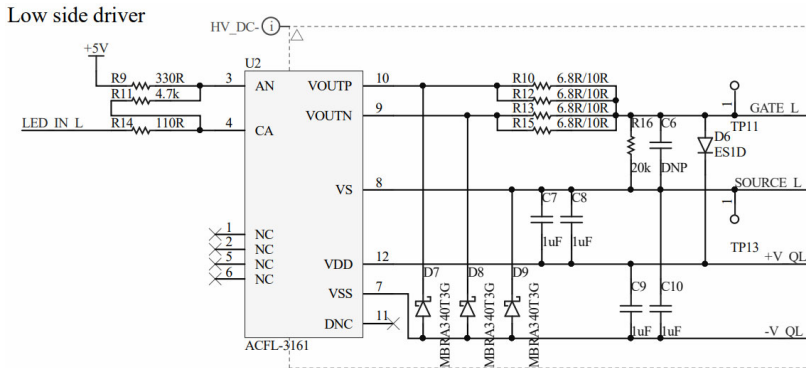 Low side driver
HV_DC-
i
+5V
U2
R9 330R 3 AN VOUTP 10 R10 6.8R/10R
R11 4.7k R12 6.8R/10R
VOUTN 9 R13 6.8R/10R 1 GATE_L
LED_IN_L R14 110R 4 CA R15 6.8R/10R R16 C6 TP11
D6
ES1D
20k DNP
VS 8 SOURCE_L
C7 C8 1
1 NC 1uF 1uF
2 NC TP13
5 NC VDD 12 +V_QL
6 NC D7 D8 D9
VSS 7 C9 C10
MBRA340T3G MBRA340T3G MBRA340T3G
DNC 11 1uF 1uF
-V_QL
ACFL-3161